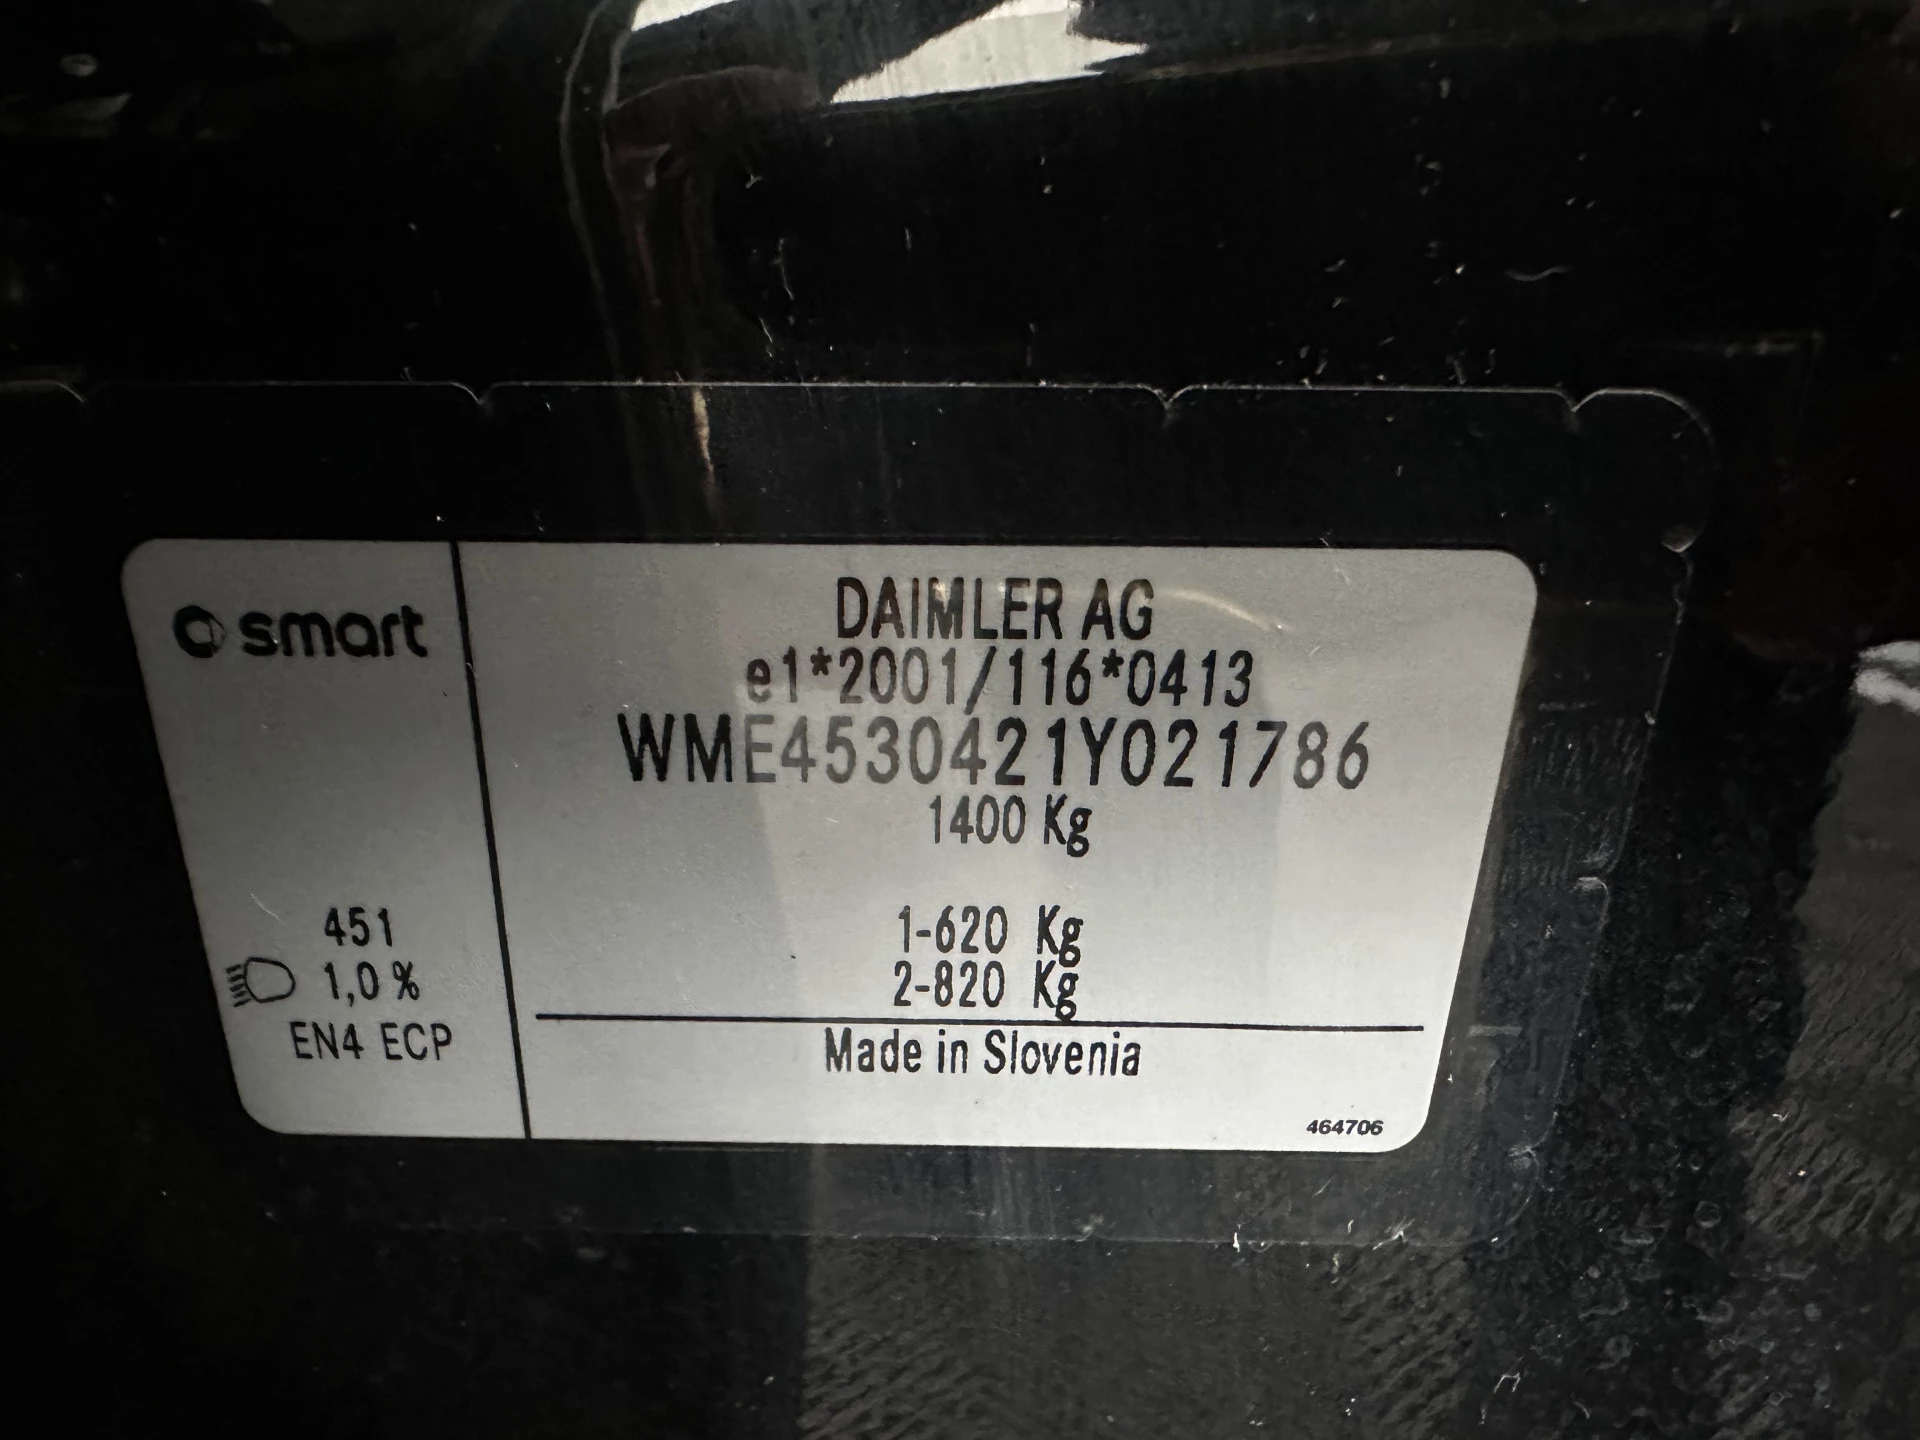 smart
451
1,0 %
EN4 ECP
DAIMLER AG
e1*2001/116*0413
WME4530421Y021786
1400 Kg
1-620 Kg
2-820 Kg
Made in Slovenia
464706